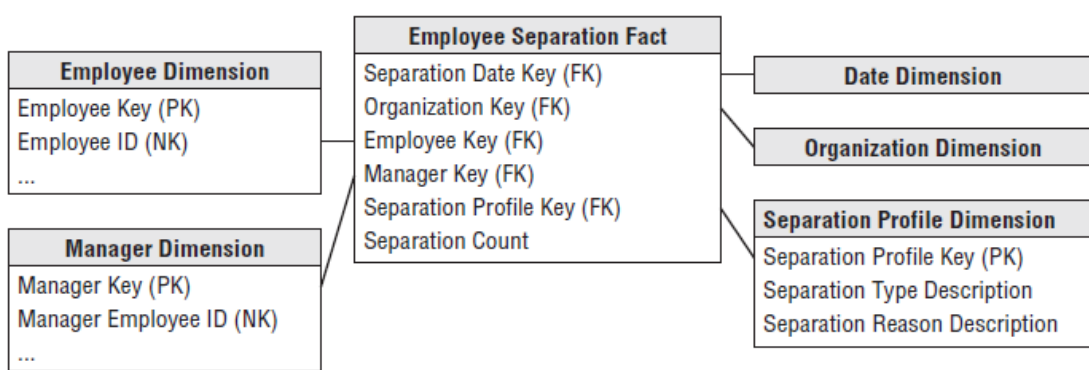 Employee Dimension
Employee Key (PK)
Employee ID (NK)
...
Manager Dimension
Manager Key (PK)
Manager Employee ID (NK)
...
Employee Separation Fact
Separation Date Key (FK)
Organization Key (FK)
Employee Key (FK)
Manager Key (FK)
Separation Profile Key (FK)
Separation Count
Date Dimension
Organization Dimension
Separation Profile Dimension
Separation Profile Key (PK)
Separation Type Description
Separation Reason Description